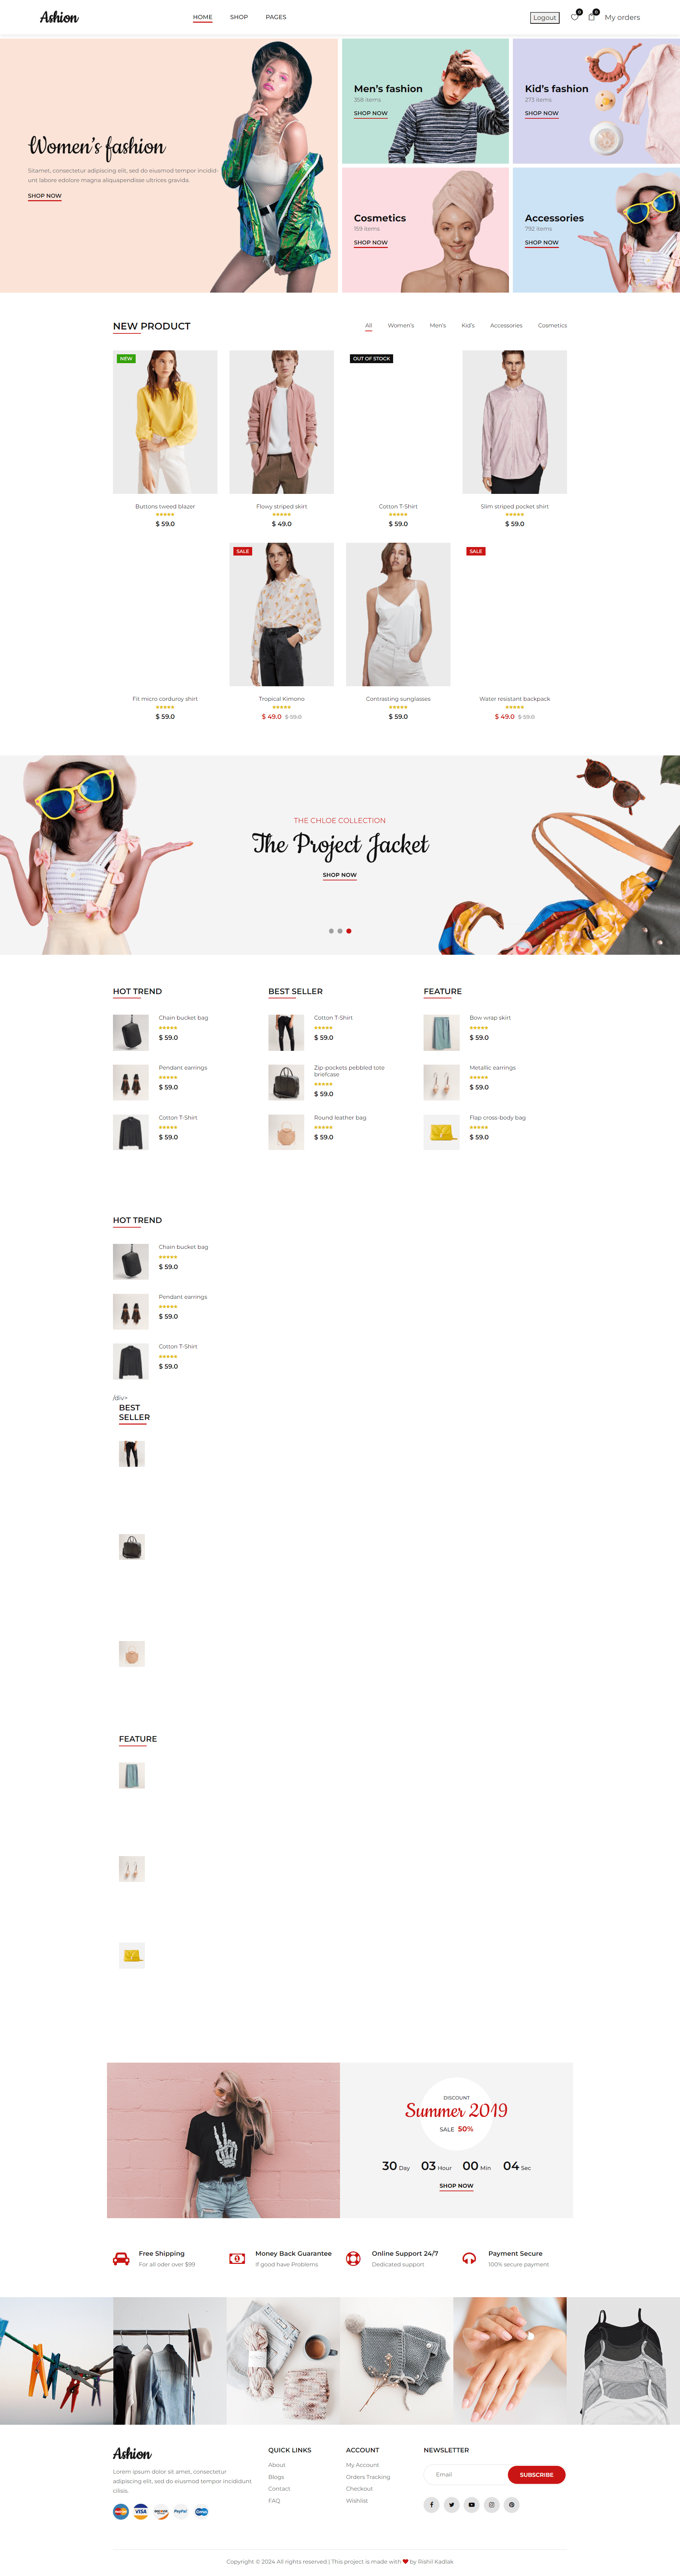 Ashion
HOME SHOP PAGES
Logout 0 0 My orders
Women's fashion
Sitamet, consectetur adipiscing elit, sed do eiusmod tempor incidid-
unt labore edolore magna aliquapendisse ultrices gravida.
SHOP NOW
Men's fashion
358 items
SHOP NOW
Kid's fashion
273 items
SHOP NOW
Cosmetics
159 items
SHOP NOW
Accessories
792 items
SHOP NOW
NEW PRODUCT
All Women's Men's Kid's Accessories Cosmetics
NEW
OUT OF STOCK
Buttons tweed blazer
$ 59.0
Flowy striped skirt
$ 49.0
Cotton T-Shirt
$ 59.0
Slim striped pocket shirt
$ 59.0
SALE
SALE
Fit micro corduroy shirt
$ 59.0
Tropical Kimono
$ 49.0 $ 59.0
Contrasting sunglasses
$ 59.0
Water resistant backpack
$ 49.0 $ 59.0
THE CHLOE COLLECTION
The Project Jacket
SHOP NOW
HOT TREND
Chain bucket bag
$ 59.0
Pendant earrings
$ 59.0
Cotton T-Shirt
$ 59.0
BEST SELLER
Cotton T-Shirt
$ 59.0
Zip-pockets pebbled tote
briefcase
$ 59.0
Round leather bag
$ 59.0
FEATURE
Bow wrap skirt
$ 59.0
Metallic earrings
$ 59.0
Flap cross-body bag
$ 59.0
HOT TREND
Chain bucket bag
$ 59.0
Pendant earrings
$ 59.0
Cotton T-Shirt
$ 59.0
/div>
BEST
SELLER
FEATURE
DISCOUNT
Summer 2019
SALE 50%
30 Day 03 Hour 00 Min 04 Sec
SHOP NOW
Free Shipping
For all oder over $99
Money Back Guarantee
If good have Problems
Online Support 24/7
Dedicated support
Payment Secure
100% secure payment
Ashion
Lorem ipsum dolor sit amet, consectetur
adipiscing elit, sed do eiusmod tempor incididunt
cilisis.
VISA
DISCOVER
PayPal
QUICK LINKS
About
Blogs
Contact
FAQ
ACCOUNT
My Account
Orders Tracking
Checkout
Wishlist
NEWSLETTER
Email SUBSCRIBE
Copyright © 2024 All rights reserved | This project is made with by Rishil Kadlak